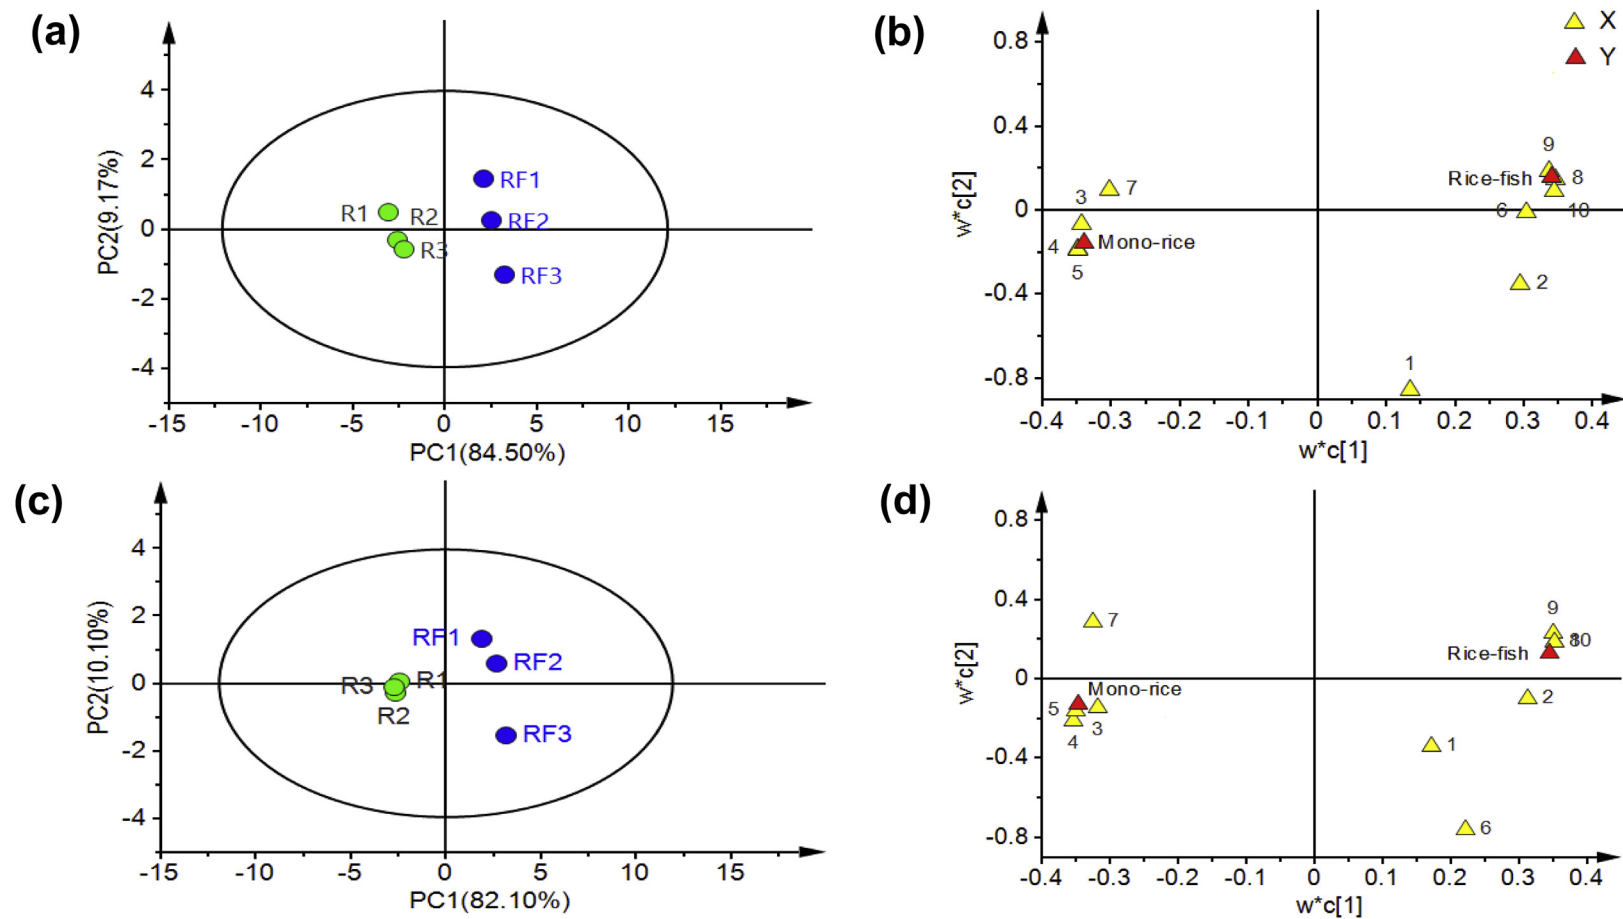 (a)
PC2(9.17%)
4
2
0
-2
-4
RF1
R1
R2
RF2
R3
RF3
-15
-10
-5
0
5
10
15
PC1(84.50%)
(b)
X
Y
w*c[2]
0.8
0.4
0
-0.4
-0.8
9
Rice-fish
8
3
7
6
10
4
Mono-rice
5
2
1
-0.4
-0.3
-0.2
-0.1
0
0.1
0.2
0.3
0.4
w*c[1]
(c)
PC2(10.10%)
4
2
0
-2
-4
RF1
RF2
R3
R1
R2
RF3
-15
-10
-5
0
5
10
15
PC1(82.10%)
(d)
w*c[2]
0.8
0.4
0
-0.4
-0.8
9
7
10
Rice-fish
Mono-rice
2
5
3
4
1
6
-0.4
-0.3
-0.2
-0.1
0
0.1
0.2
0.3
0.4
w*c[1]